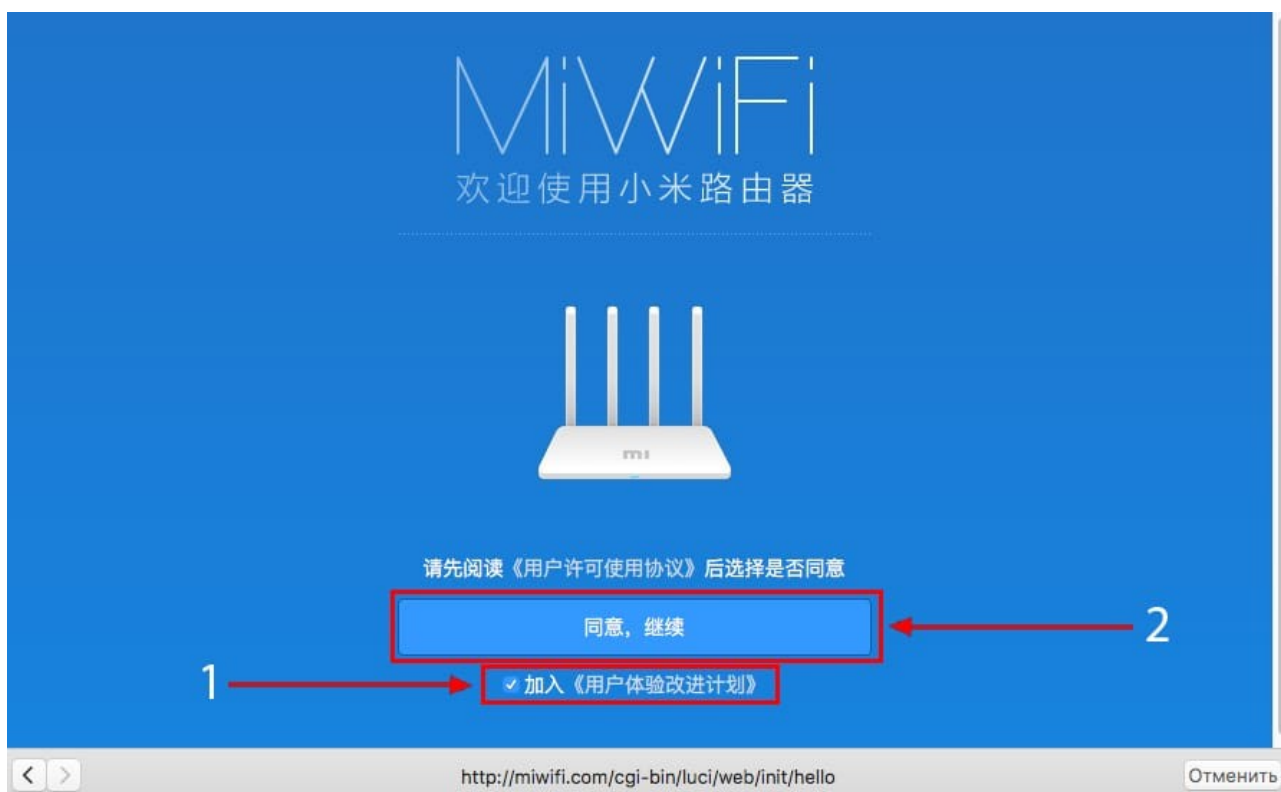 MiWiFi
欢迎使用小米路由器
mi
请先阅读《用户许可使用协议》后选择是否同意
同意，继续
2
1
加入《用户体验改进计划》
http://miwifi.com/cgi-bin/luci/web/init/hello
Отменить